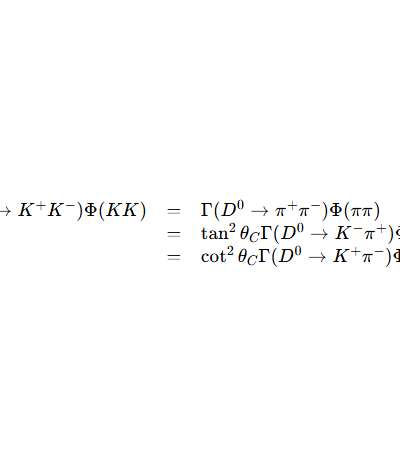 → K⁺K⁻)Φ(KK) = Γ(D⁰ → π⁺π⁻)Φ(ππ)
= tan² θ_C Γ(D⁰ → K⁻π⁺)
= cot² θ_C Γ(D⁰ → K⁺π⁻)Φ